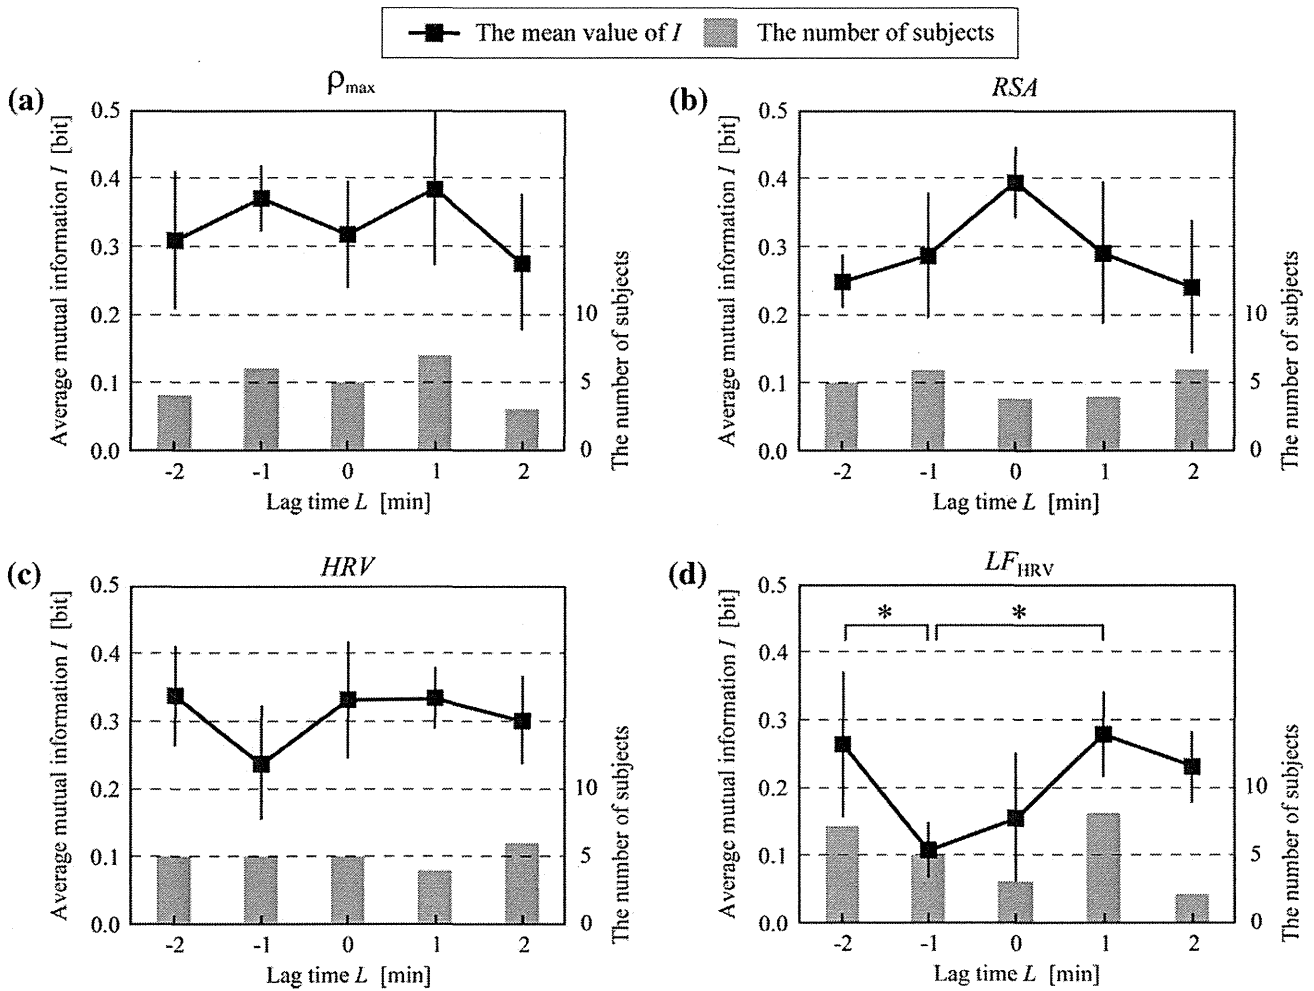 The mean value of I The number of subjects
(a) ρmax
Average mutual information I [bit]
0.5
0.4
0.3
0.2
0.1
0.0
10
5
0
The number of subjects
-2 -1 0 1 2
Lag time L [min]
(b) RSA
Average mutual information I [bit]
0.5
0.4
0.3
0.2
0.1
0.0
10
5
0
The number of subjects
-2 -1 0 1 2
Lag time L [min]
(c) HRV
Average mutual information I [bit]
0.5
0.4
0.3
0.2
0.1
0.0
10
5
0
The number of subjects
-2 -1 0 1 2
Lag time L [min]
(d) LFHRV
* *
Average mutual information I [bit]
0.5
0.4
0.3
0.2
0.1
0.0
10
5
0
The number of subjects
-2 -1 0 1 2
Lag time L [min]